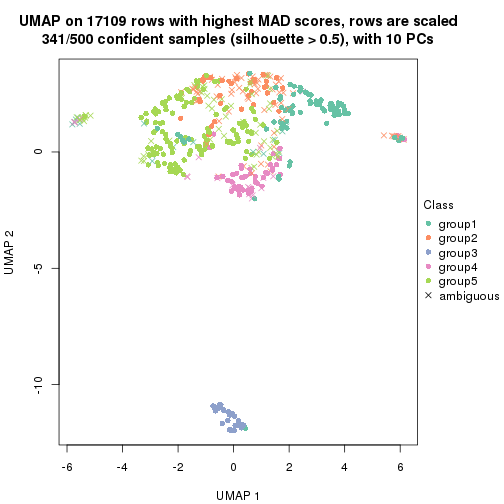 UMAP on 17109 rows with highest MAD scores, rows are scaled
341/500 confident samples (silhouette > 0.5), with 10 PCs
0
-5
-10
UMAP 2
-6
-4
-2
0
2
4
6
UMAP 1
Class
group1
group2
group3
group4
group5
ambiguous